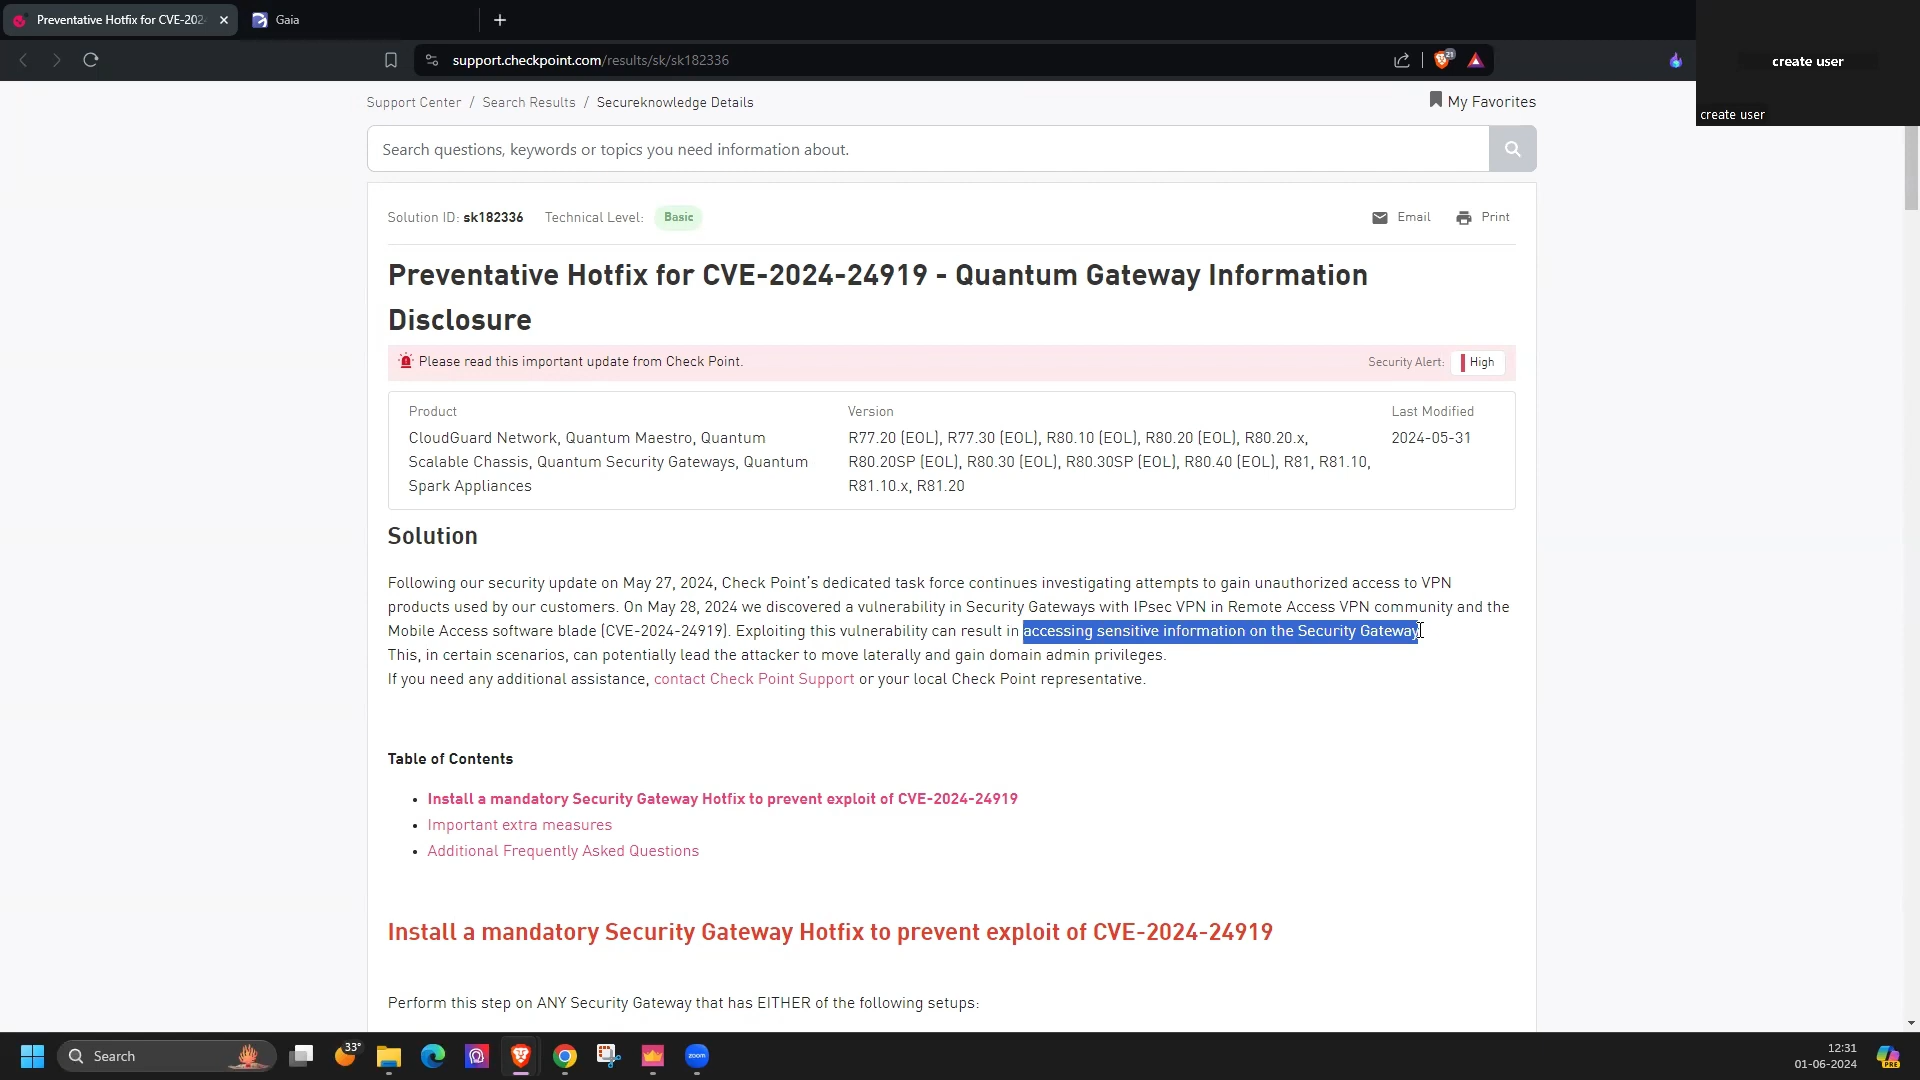 Preventative Hotfix for CVE-202
Gaia
support.checkpoint.com/results/sk/sk182336
21
create user
create user
Support Center / Search Results / Secureknowledge Details
My Favorites
Search questions, keywords or topics you need information about.
Solution ID: sk182336 Technical Level: Basic
Email Print
Preventative Hotfix for CVE-2024-24919 - Quantum Gateway Information
Disclosure
Please read this important update from Check Point.
Security Alert: High
Product
CloudGuard Network, Quantum Maestro, Quantum
Scalable Chassis, Quantum Security Gateways, Quantum
Spark Appliances
Version
R77.20 (EOL), R77.30 (EOL), R80.10 (EOL), R80.20 (EOL), R80.20.x,
R80.20SP (EOL), R80.30 (EOL), R80.30SP (EOL), R80.40 (EOL), R81, R81.10,
R81.10.x, R81.20
Last Modified
2024-05-31
Solution
Following our security update on May 27, 2024, Check Point's dedicated task force continues investigating attempts to gain unauthorized access to VPN
products used by our customers. On May 28, 2024 we discovered a vulnerability in Security Gateways with IPsec VPN in Remote Access VPN community and the
Mobile Access software blade (CVE-2024-24919). Exploiting this vulnerability can result in accessing sensitive information on the Security Gateway.
This, in certain scenarios, can potentially lead the attacker to move laterally and gain domain admin privileges.
If you need any additional assistance, contact Check Point Support or your local Check Point representative.
Table of Contents
• Install a mandatory Security Gateway Hotfix to prevent exploit of CVE-2024-24919
• Important extra measures
• Additional Frequently Asked Questions
Install a mandatory Security Gateway Hotfix to prevent exploit of CVE-2024-24919
Perform this step on ANY Security Gateway that has EITHER of the following setups:
Search
33°
zoom
12:31
01-06-2024
PRE